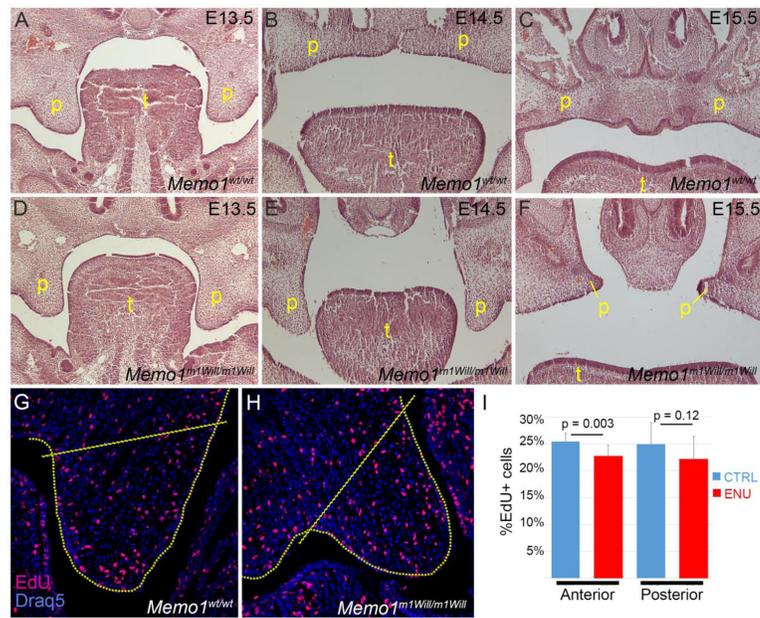 A E13.5
p t p
Memo1wt/wt
B E14.5
p p
t
Memo1wt/wt
C E15.5
p p
t
Memo1wt/wt
D E13.5
p t p
Memo1m1Will/m1Will
E E14.5
p t p
Memo1m1Will/m1Will
F E15.5
p p
t
Memo1m1Will/m1Will
G
EdU
Draq5
Memo1wt/wt
H
Memo1m1Will/m1Will
I
30%
25%
20%
15%
10%
5%
%EdU+ cells
p = 0.003
p = 0.12
CTRL
ENU
Anterior Posterior